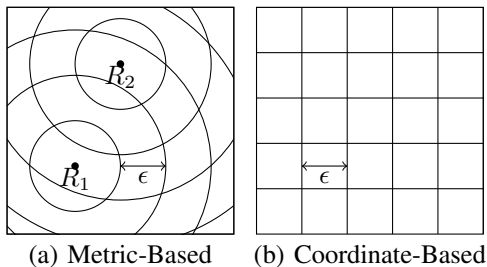 R₂
R₁
ϵ
ϵ
(a) Metric-Based
(b) Coordinate-Based